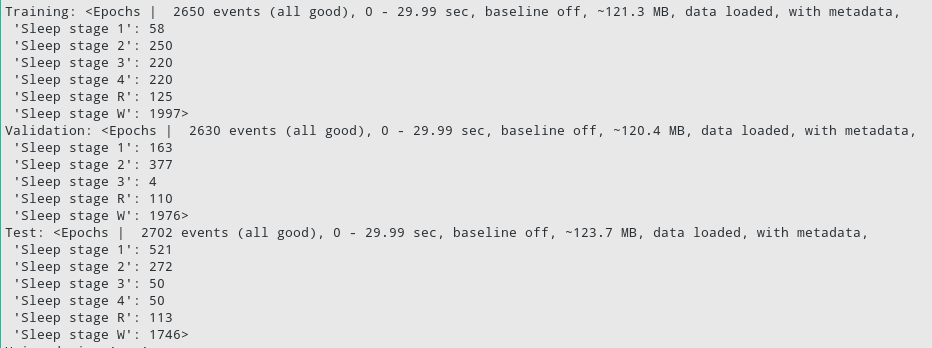 Training: <Epochs |  2650 events (all good), 0 - 29.99 sec, baseline off, ~121.3 MB, data loaded, with metadata,
 'Sleep stage 1': 58
 'Sleep stage 2': 250
 'Sleep stage 3': 220
 'Sleep stage 4': 220
 'Sleep stage R': 125
 'Sleep stage W': 1997>
Validation: <Epochs |  2630 events (all good), 0 - 29.99 sec, baseline off, ~120.4 MB, data loaded, with metadata,
 'Sleep stage 1': 163
 'Sleep stage 2': 377
 'Sleep stage 3': 4
 'Sleep stage R': 110
 'Sleep stage W': 1976>
Test: <Epochs |  2702 events (all good), 0 - 29.99 sec, baseline off, ~123.7 MB, data loaded, with metadata,
 'Sleep stage 1': 521
 'Sleep stage 2': 272
 'Sleep stage 3': 50
 'Sleep stage 4': 50
 'Sleep stage R': 113
 'Sleep stage W': 1746>